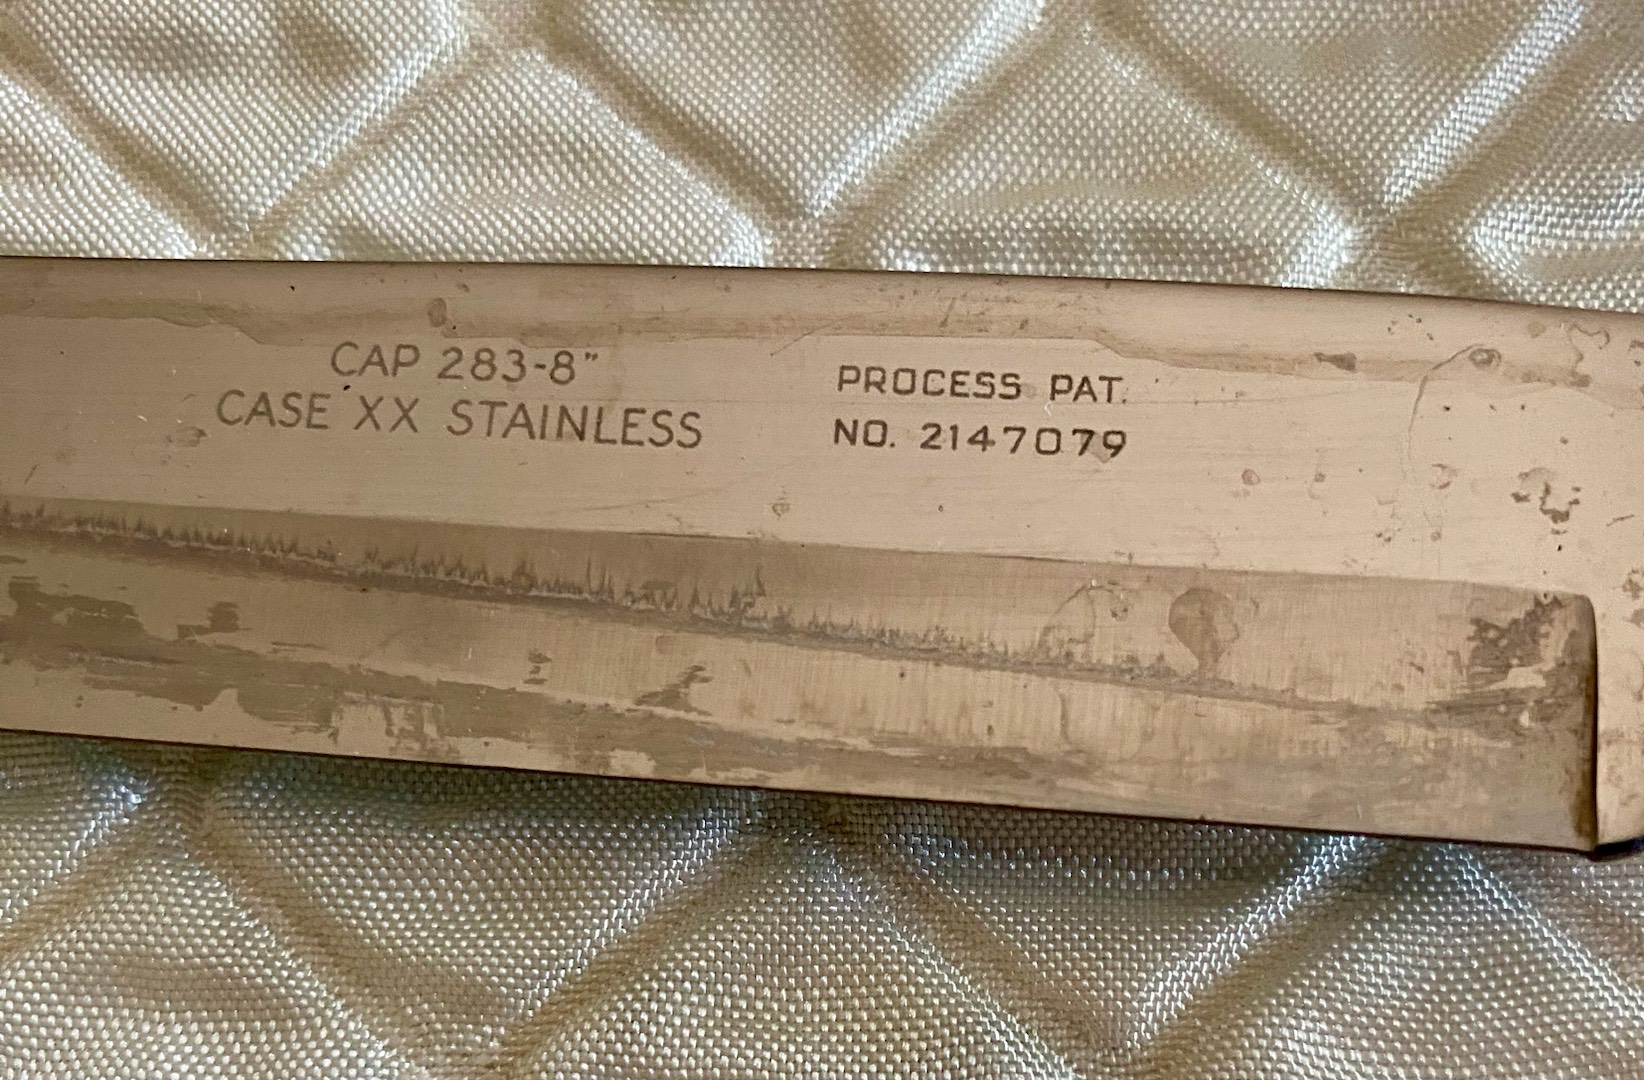 CAP 283-8"
CASE XX STAINLESS
PROCESS PAT.
NO. 2147079